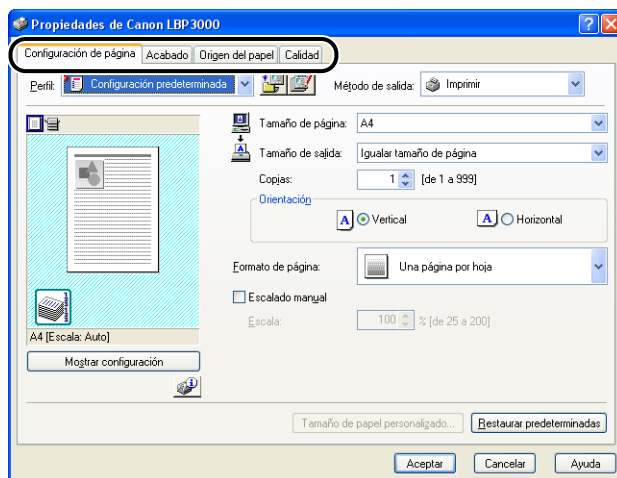 Propiedades de Canon LBP3000
Configuración de página Acabado Origen del papel Calidad
Perfil: Configuración predeterminada
Método de salida: Imprimir
Tamaño de página: A4
Tamaño de salida: Igualar tamaño de página
Copias: 1 [de 1 a 999]
Orientación
A Vertical A Horizontal
Formato de página: Una página por hoja
Escalado manual
Escala: 100 % [de 25 a 200]
A4 [Escala: Auto]
Mostrar configuración
Tamaño de papel personalizado... Restaurar predeterminadas
Aceptar Cancelar Ayuda